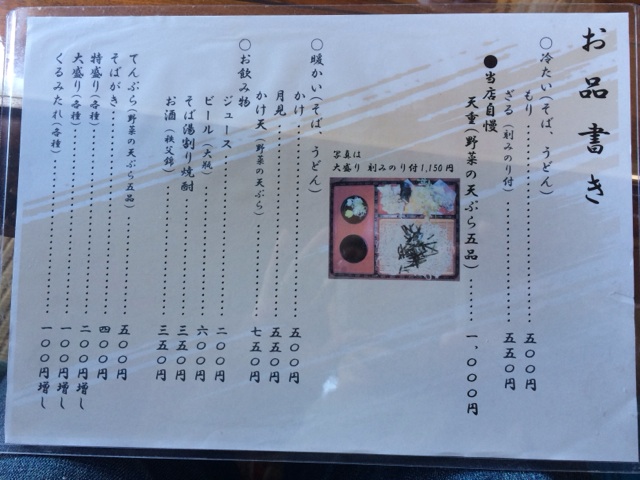 お品書き
○冷たい(そば、うどん)
もり……………五〇〇円
ざる(刻みのり付)……………五五〇円
●当店自慢
天重(野菜の天ぷら五品)……一、〇〇〇円
写真は
大盛り 刻みのり付1,150円
○暖かい(そば、うどん)
かけ……………五〇〇円
月見……………五五〇円
かけ天(野菜の天ぷら)……………七五〇円
○お飲み物
ジュース……………二〇〇円
ビール(大瓶)……………六〇〇円
そば湯割り焼酎……………三五〇円
お酒(秩父錦)……………三五〇円
てんぷら(野菜の天ぷら五品)……………五〇〇円
そばがき……………四〇〇円
特盛り(各種)……………二〇〇円増し
大盛り(各種)……………一〇〇円増し
くるみだれ(各種)……………一〇〇円増し